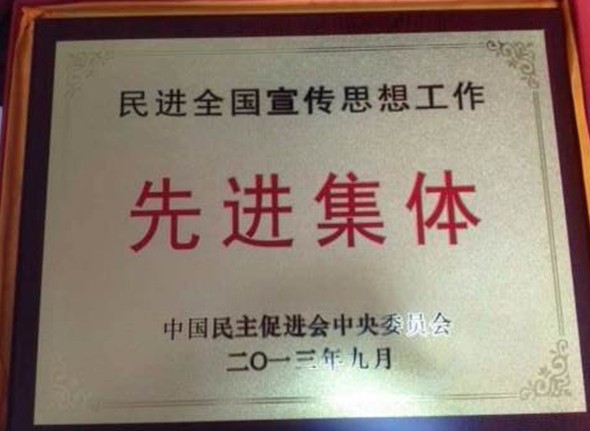 民进全国宣传思想工作
先进集体
中国民主促进会中央委员会
二〇一三年九月